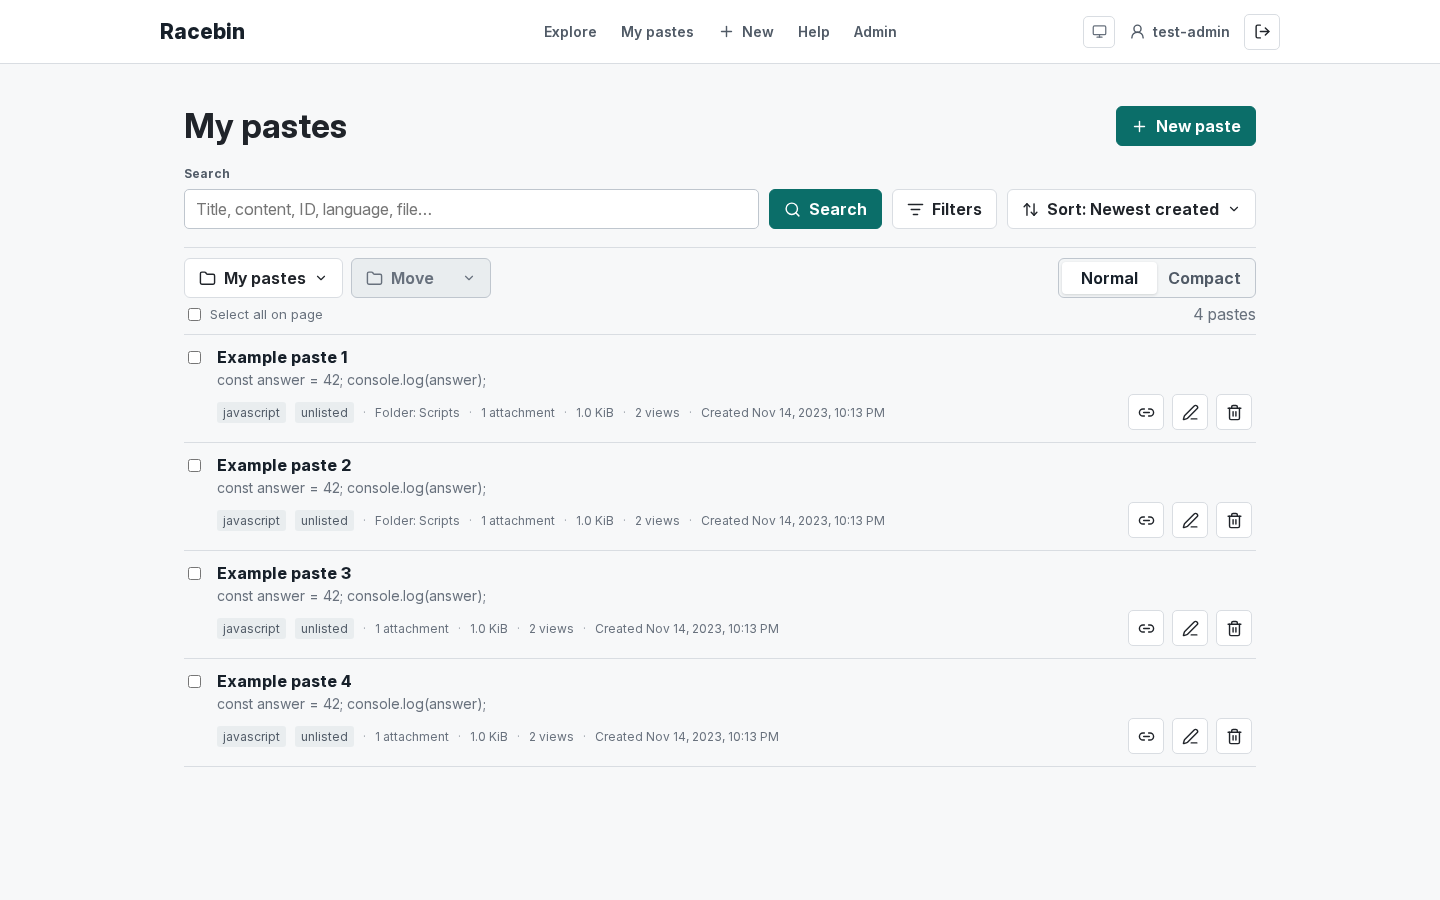 Racebin
Explore
My pastes
New
Help
Admin
test-admin
My pastes
New paste
Search
Title, content, ID, language, file...
Search
Filters
Sort: Newest created
My pastes
Move
Normal
Compact
Select all on page
4 pastes
Example paste 1
const answer = 42; console.log(answer);
javascript unlisted · Folder: Scripts · 1 attachment · 1.0 KiB · 2 views · Created Nov 14, 2023, 10:13 PM
Example paste 2
const answer = 42; console.log(answer);
javascript unlisted · Folder: Scripts · 1 attachment · 1.0 KiB · 2 views · Created Nov 14, 2023, 10:13 PM
Example paste 3
const answer = 42; console.log(answer);
javascript unlisted · 1 attachment · 1.0 KiB · 2 views · Created Nov 14, 2023, 10:13 PM
Example paste 4
const answer = 42; console.log(answer);
javascript unlisted · 1 attachment · 1.0 KiB · 2 views · Created Nov 14, 2023, 10:13 PM